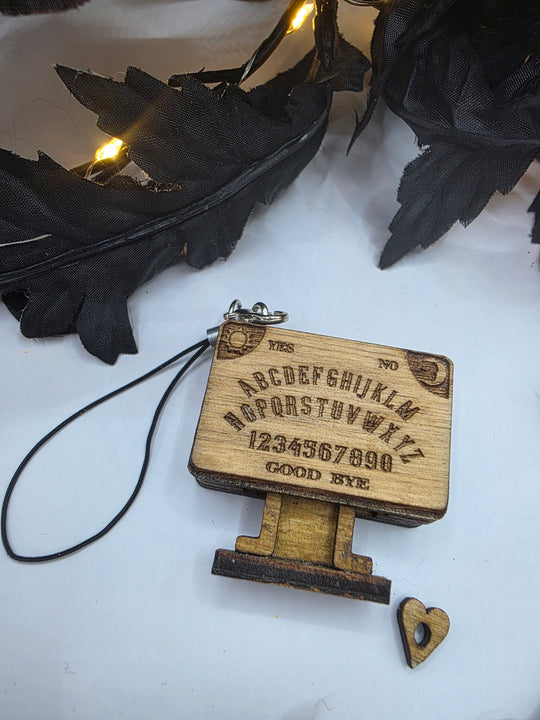 YES NO
ABCDEFGHIJKLM
NOPQRSTUVWXYZ
1234567890
GOOD BYE